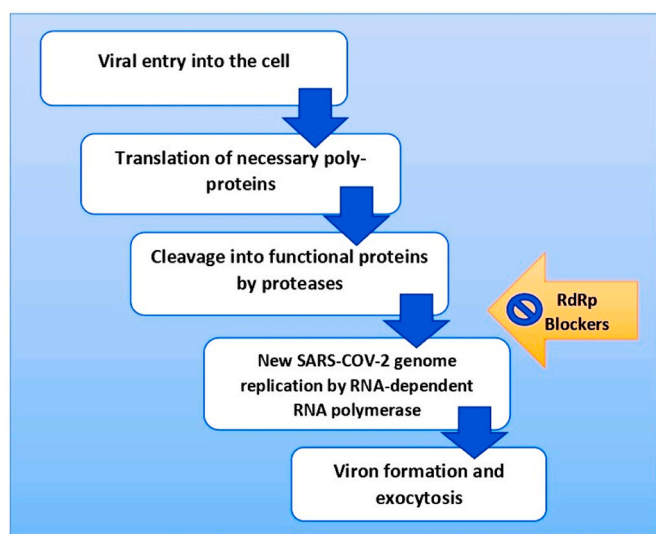 Viral entry into the cell
Translation of necessary poly-
proteins
Cleavage into functional proteins
by proteases
RdRp
Blockers
New SARS-COV-2 genome
replication by RNA-dependent
RNA polymerase
Viron formation and
exocytosis